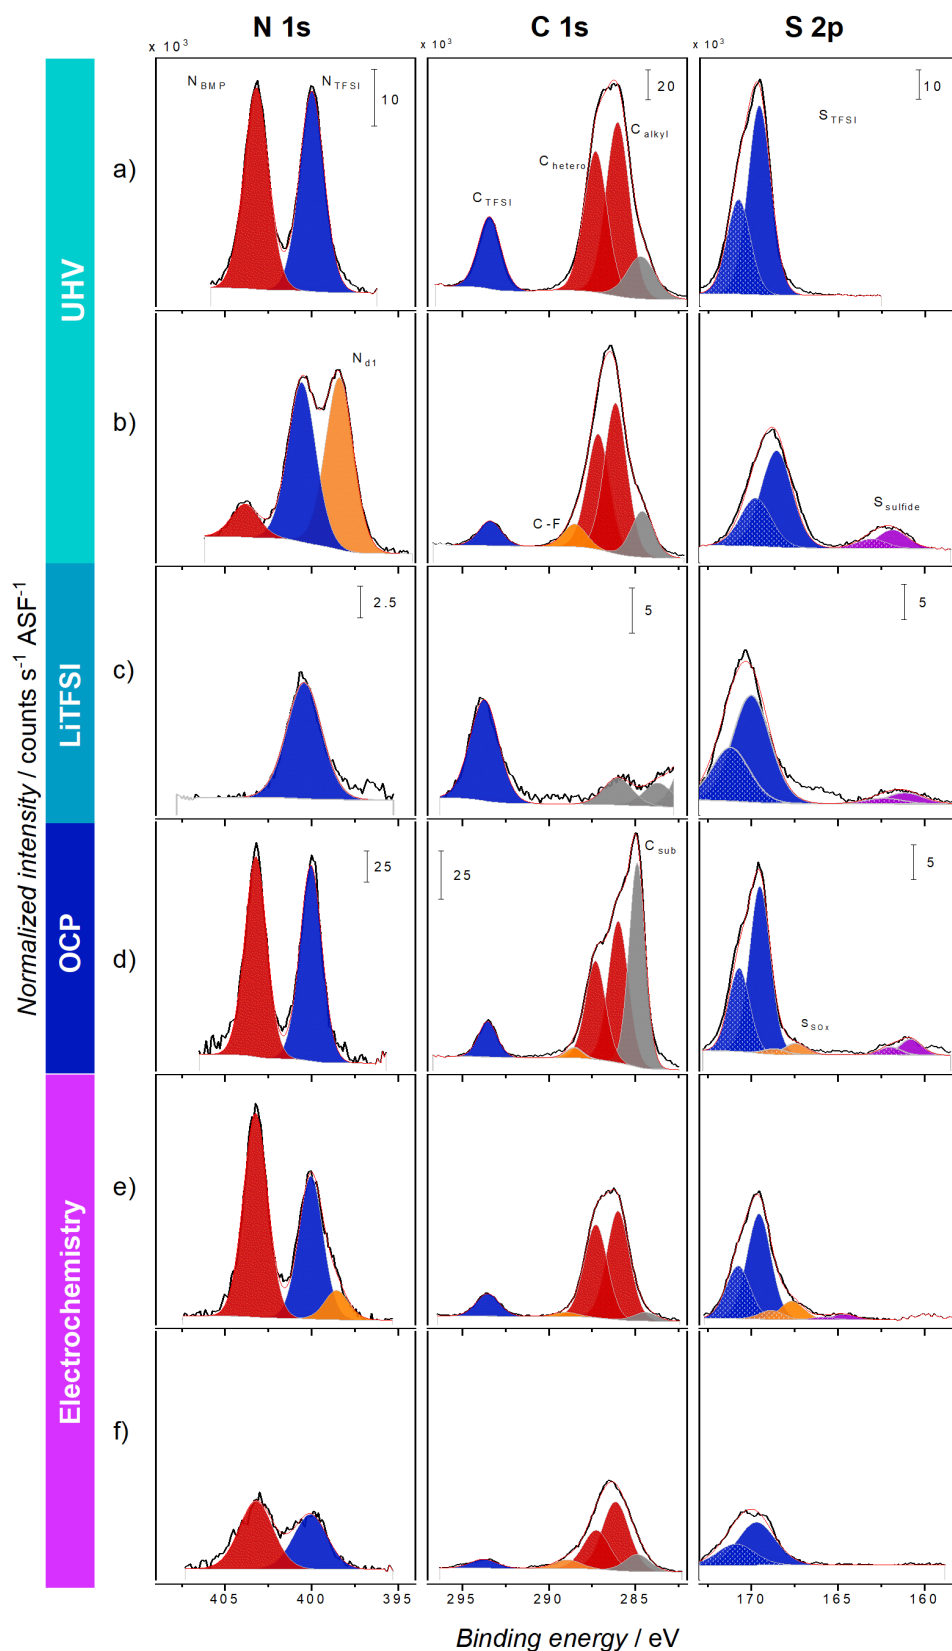 N 1s
C 1s
S 2p
x 10³
x 10³
x 10³
UHV
LiTFSI
OCP
Electrochemistry
Normalized intensity / counts s⁻¹ ASF⁻¹
a)
N BMP
N TFSI
10
C TFSI
C hetero.
C alkyl
20
S TFSI
10
b)
N d1
C-F
S sulfide
c)
2.5
5
5
d)
25
25
C sub
5
S SOx
e)
f)
405
400
395
295
290
285
170
165
160
Binding energy / eV